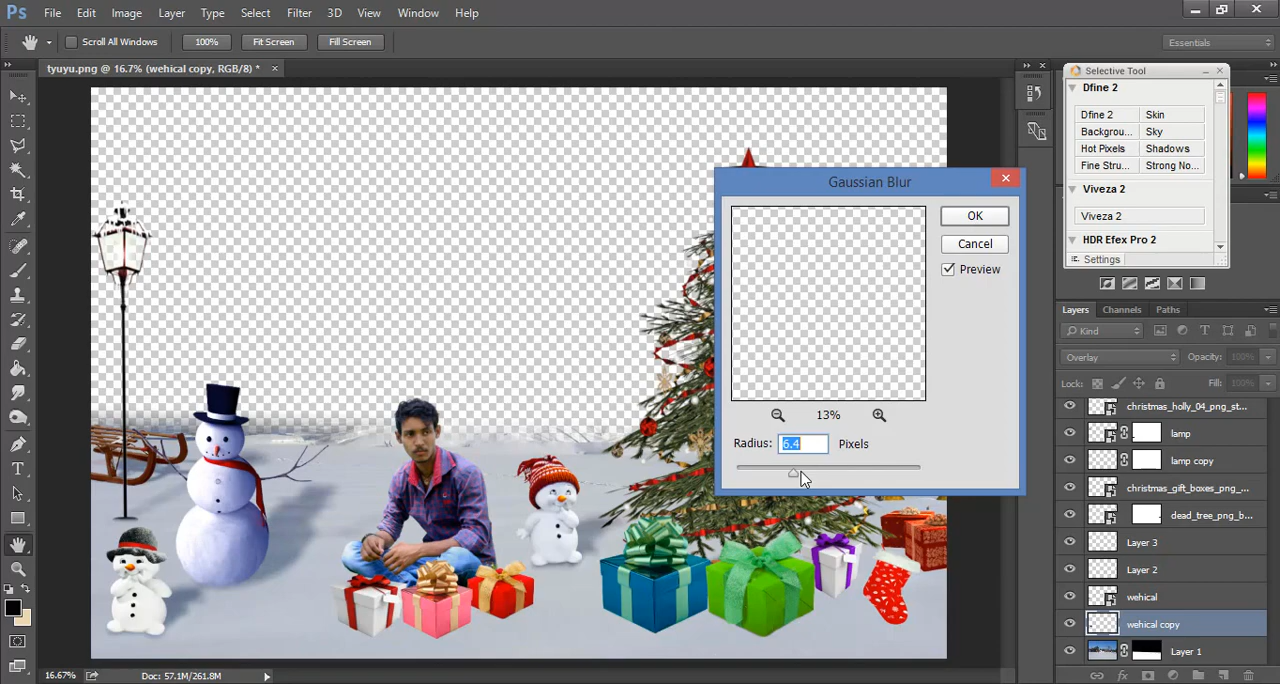 Ps File Edit Image Layer Type Select Filter 3D View Window Help
Scroll All Windows 100% Fit Screen Fill Screen Essentials
tyuyu.png @ 16.7% (wehical copy, RGB/8) * ×
Selective Tool
Dfine 2
Dfine 2 Skin
Backgrou... Sky
Hot Pixels Shadows
Fine Stru... Strong No...
Viveza 2
Viveza 2
HDR Efex Pro 2
Settings
Gaussian Blur
OK
Cancel
Preview
13%
Radius: 6.4 Pixels
Layers Channels Paths
Kind
Overlay Opacity: 100%
Lock: Fill: 100%
christmas_holly_04_png_st...
lamp
lamp copy
christmas_gift_boxes_png_...
dead_tree_png_b...
Layer 3
Layer 2
wehical
wehical copy
Layer 1
fx
16.67% Doc: 57.1M/261.8M